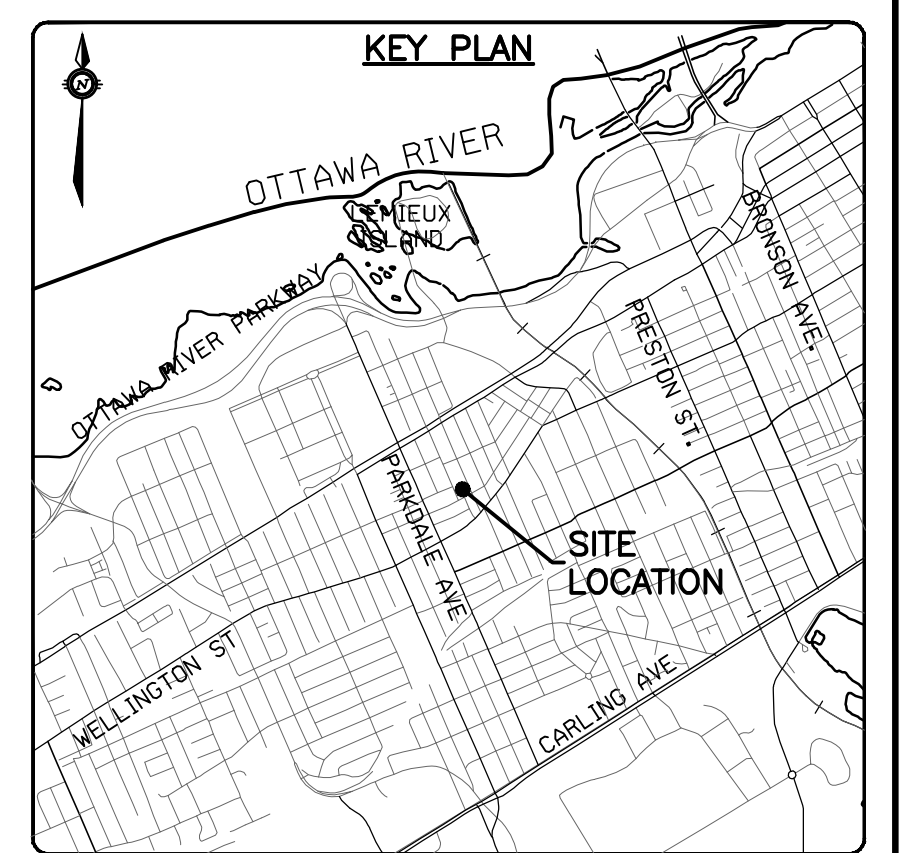 KEY PLAN
N
OTTAWA RIVER
LEMIEUX
ISLAND
OTTAWA RIVER PARKWAY
BRONSON AVE.
PRESTON ST.
PARKDALE AVE
SITE
LOCATION
WELLINGTON ST
CARLING AVE